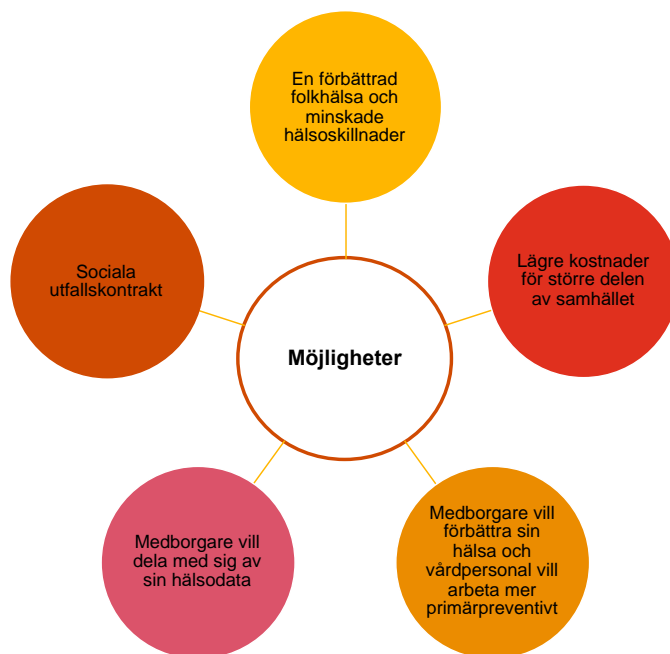 En förbättrad
folkhälsa och
minskade
hälsoskillnader
Sociala
utfallskontrakt
Lägre kostnader
för större delen
av samhället
Möjligheter
Medborgare vill
dela med sig av
sin hälsodata
Medborgare vill
förbättra sin
hälsa och
vårdpersonal vill
arbeta mer
primärpreventivt